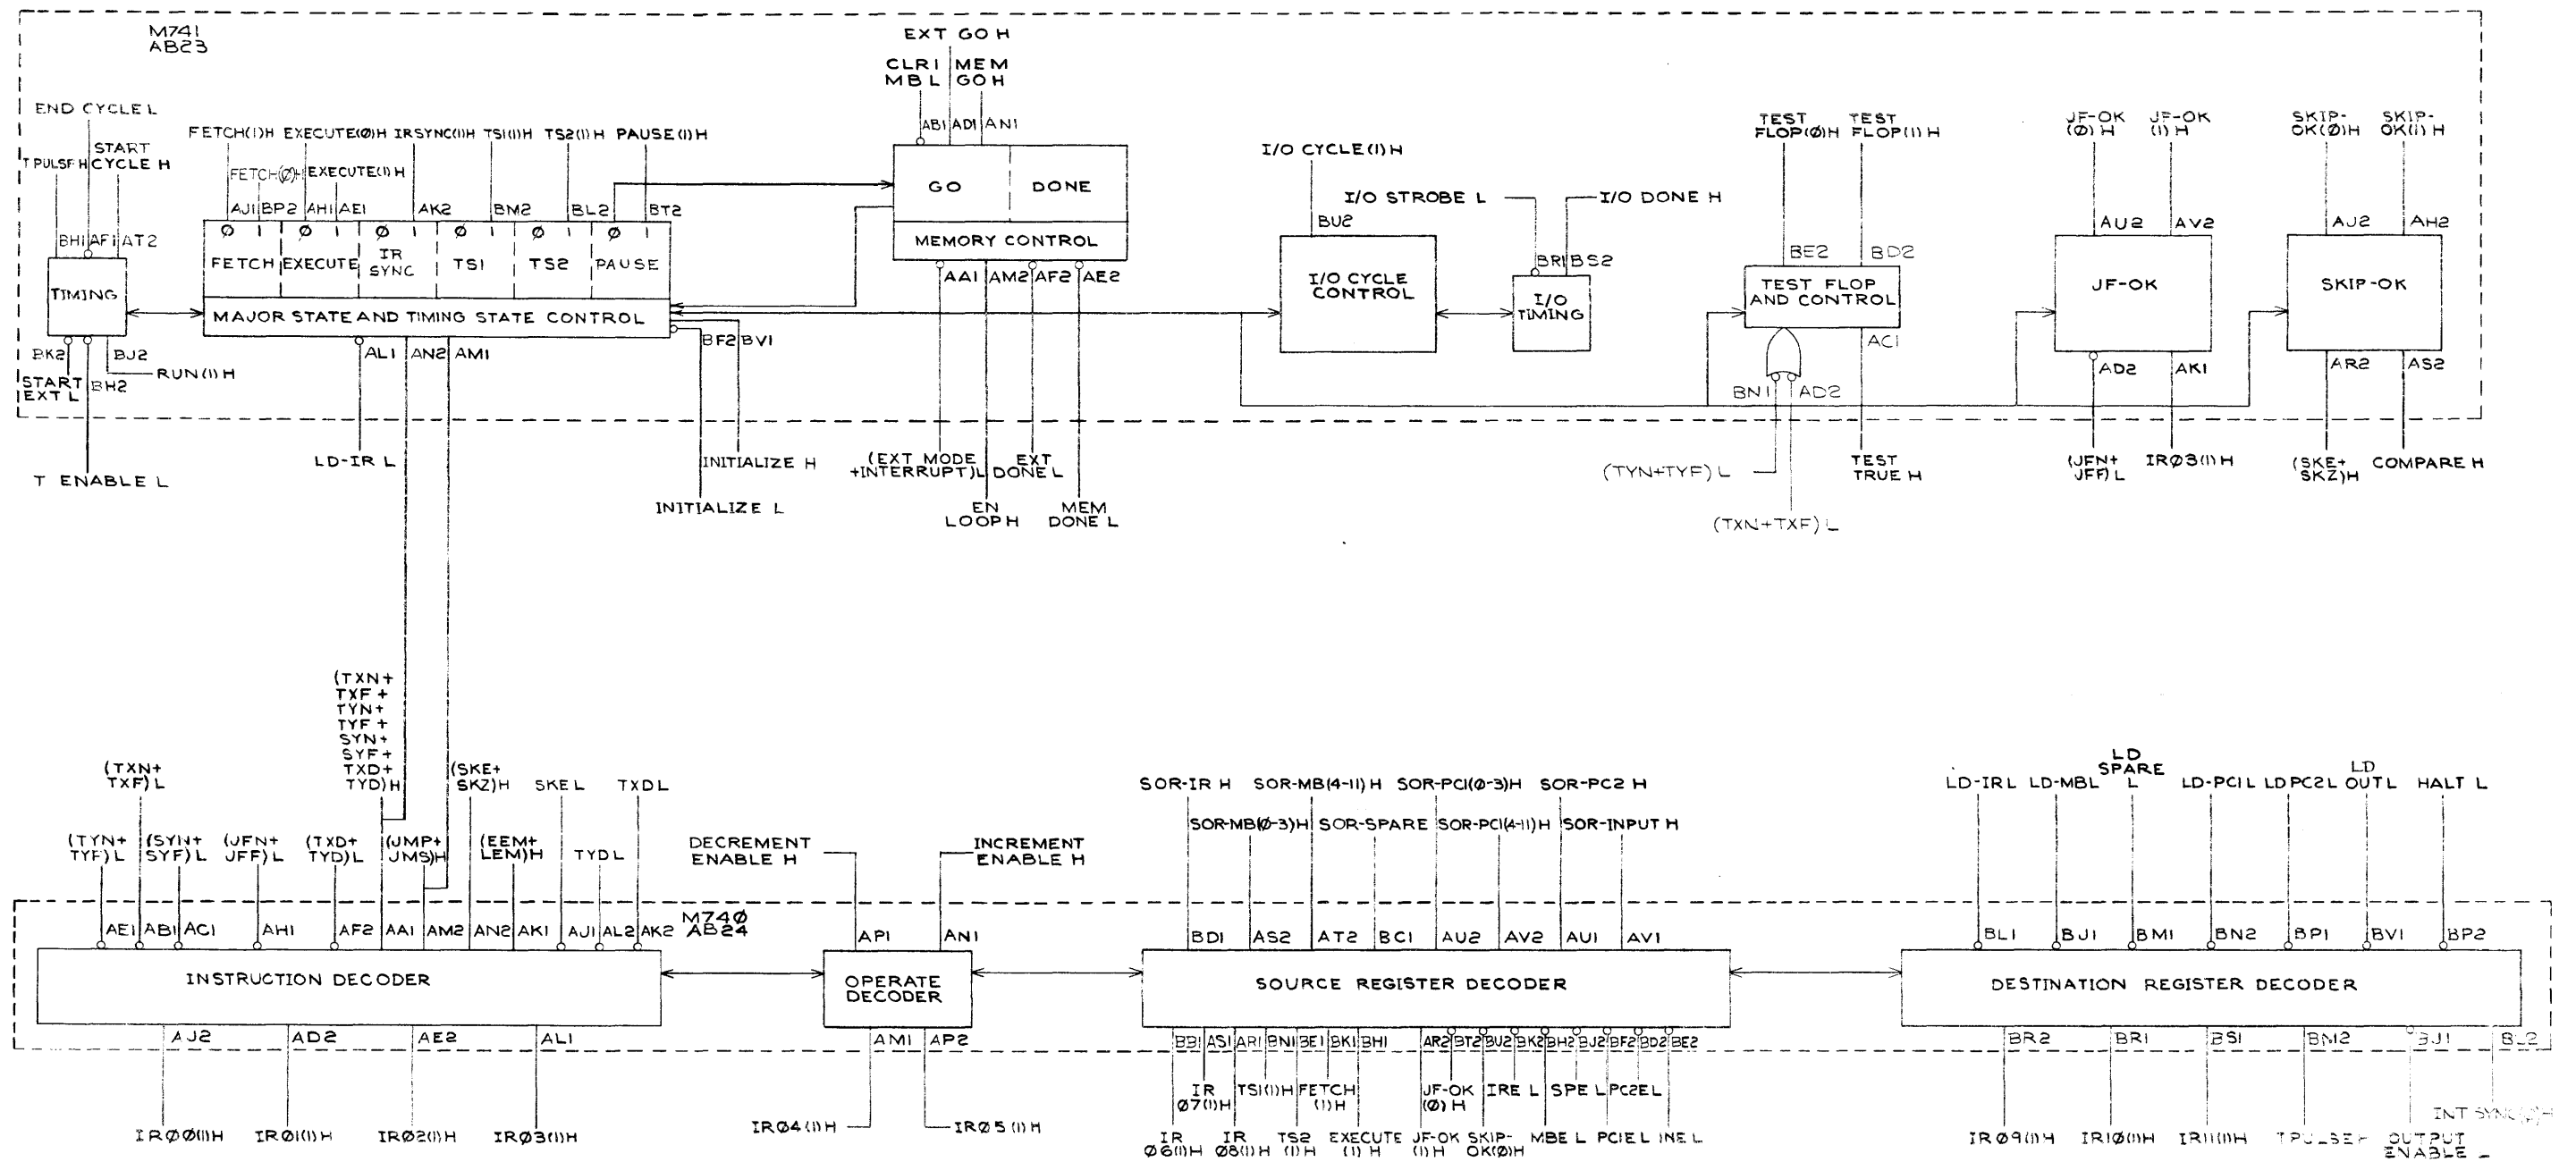 M741
AB23
EXT GO H
CLR1 MEM
MB L GO H
END CYCLE L
START
CYCLE H
T PULSE H
FETCH(1)H EXECUTE(Ø)H IRSYNC(1)H TS1(1)H TS2(1)H PAUSE(1)H
FETCH(Ø)H EXECUTE(1)H
AB1 AD1 AN1
AJ1 BP2 AH1 AE1 AK2 BM2 BL2 BT2
BH1 AF1 AT2
Ø 1 Ø 1 Ø 1 Ø 1 Ø 1 Ø 1
FETCH EXECUTE IR
SYNC TS1 TS2 PAUSE
TIMING
MAJOR STATE AND TIMING STATE CONTROL
GO DONE
MEMORY CONTROL
AA1 AM2 AF2 AE2
BK2 BJ2
START
EXT L
BH2
RUN(1)H
T ENABLE L
AL1 AN2 AM1
BF2 BV1
LD-IR L
INITIALIZE H
INITIALIZE L
(EXT MODE
+INTERRUPT)L
EXT
DONE L
EN
LOOP H
MEM
DONE L
I/O CYCLE(1)H
BU2
I/O CYCLE
CONTROL
I/O STROBE L
I/O DONE H
BR1 BS2
I/O
TIMING
TEST
FLOP(Ø)H
TEST
FLOP(1)H
BE2 BD2
TEST FLOP
AND CONTROL
AC1
BN1 AD2
(TYN+TYF) L
(TXN+TXF) L
TEST
TRUE H
JF-OK
(Ø) H
JF-OK
(1) H
AU2 AV2
JF-OK
AD2 AK1
(JFN+
JFF) L
IRØ3(1)H
SKIP-
OK(Ø)H
SKIP-
OK(1) H
AJ2 AH2
SKIP-OK
AR2 AS2
(SKE+
SKZ)H
COMPARE H
(TXN+
TXF +
TYN+
TYF +
SYN+
SYF+
TXD+
TYD)H
(TXN+
TXF) L
(SKE+
SKZ)H
SKE L
TXD L
(TYN+
TYF) L
(SYN+
SYF) L
(JFN+
JFF) L
(TXD+
TYD)L
(JMP+
JMS)H
(EEM+
LEM)H
TYD L
AE1 AB1 AC1 AH1 AF2 AA1 AM2 AN2 AK1 AJ1 AL2 AK2
M74Ø
AB24
INSTRUCTION DECODER
AJ2 AD2 AE2 AL1
IRØØ(1)H IRØ1(1)H IRØ2(1)H IRØ3(1)H
DECREMENT
ENABLE H
INCREMENT
ENABLE H
AP1 AN1
OPERATE
DECODER
AM1 AP2
IRØ4(1)H IRØ5(1)H
SOR-IR H SOR-MB(4-11)H SOR-PC1(Ø-3)H SOR-PC2 H
SOR-MB(Ø-3)H SOR-SPARE SOR-PC1(4-11)H SOR-INPUT H
BD1 AS2 AT2 BC1 AU2 AV2 AU1 AV1
SOURCE REGISTER DECODER
BB1 AS1 AR1 BN1 BE1 BK1 BH1 AR2 BT2 BU2 BK2 BH2 BJ2 BF2 BD2 BE2
IR
Ø7(1)H
TS1(1)H
FETCH
(1)H
JF-OK
(Ø) H
IRE L SPE L PC2E L
IR
Ø6(1)H
IR
Ø8(1)H
TS2
(1)H
EXECUTE
(1) H
JF-OK
(1)H
SKIP-
OK(Ø)H
MBE L PC1E L INE L
LD-IR L LD-MB L
LD
SPARE
L
LD-PC1 L LD PC2 L
LD
OUT L
HALT L
BL1 BJ1 BM1 BN2 BP1 BV1 BP2
DESTINATION REGISTER DECODER
BR2 BR1 BS1 BM2 BJ1 BL2
IRØ9(1)H IR1Ø(1)H IR11(1)H T PULSE H
OUTPUT
ENABLE
INT SYNC